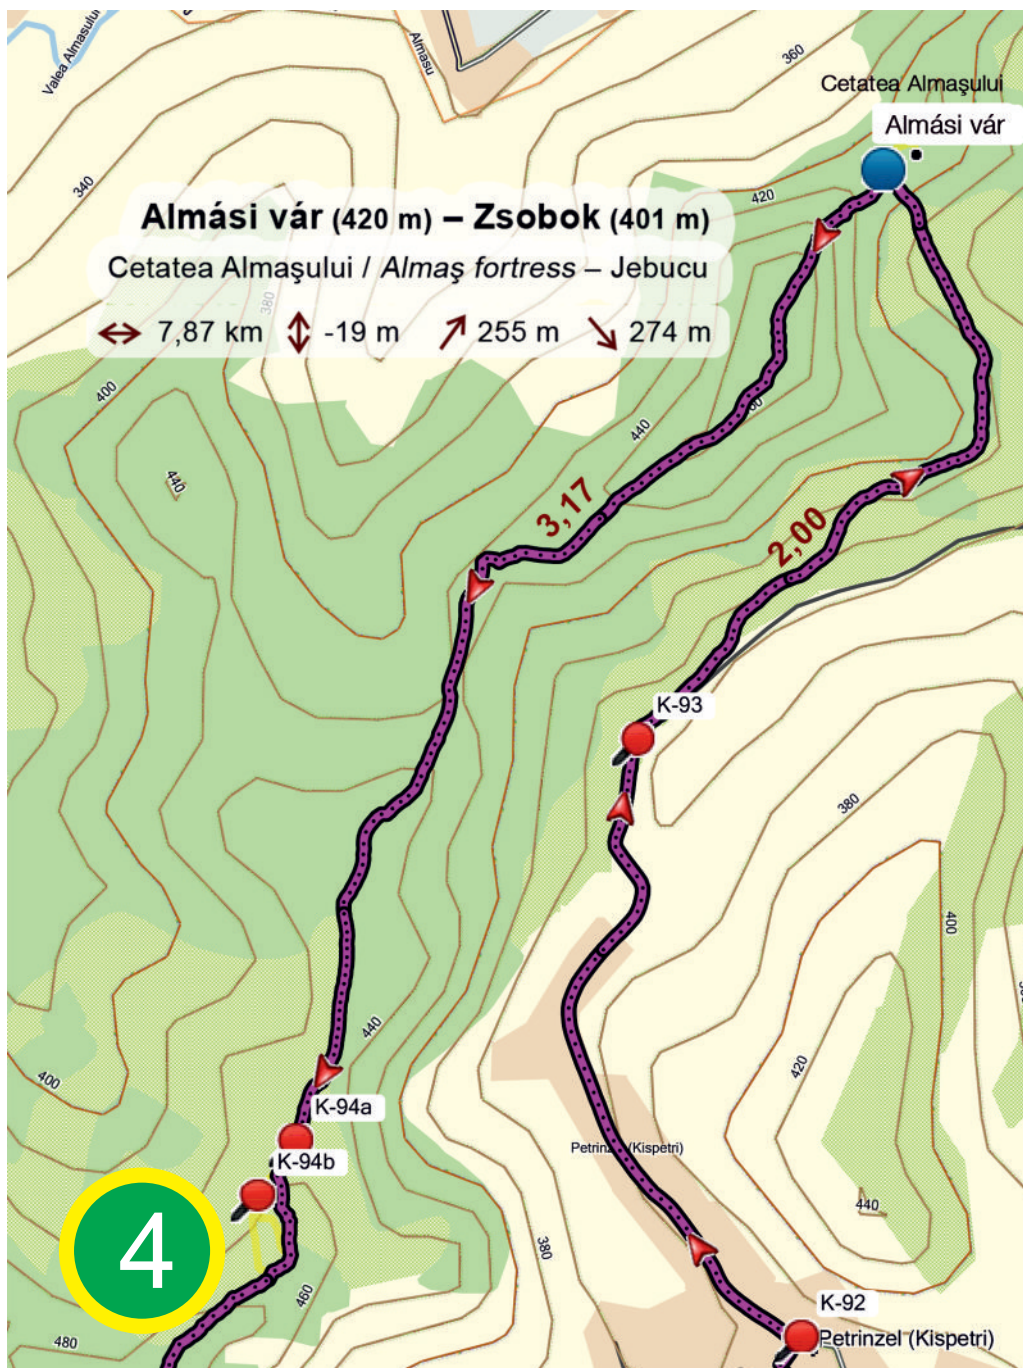 Valea Almasului
Almasu
360
Cetatea Almaşului
Almási vár
340
420
Almási vár (420 m) – Zsobok (401 m)
Cetatea Almaşului / Almaş fortress – Jebucu
380
7,87 km -19 m 255 m 274 m
400
440
440
3,17
2,00
K-93
380
400
440
420
400
K-94a
Petrinzel (Kispetri)
K-94b
440
4
380
460
480
K-92
Petrinzel (Kispetri)